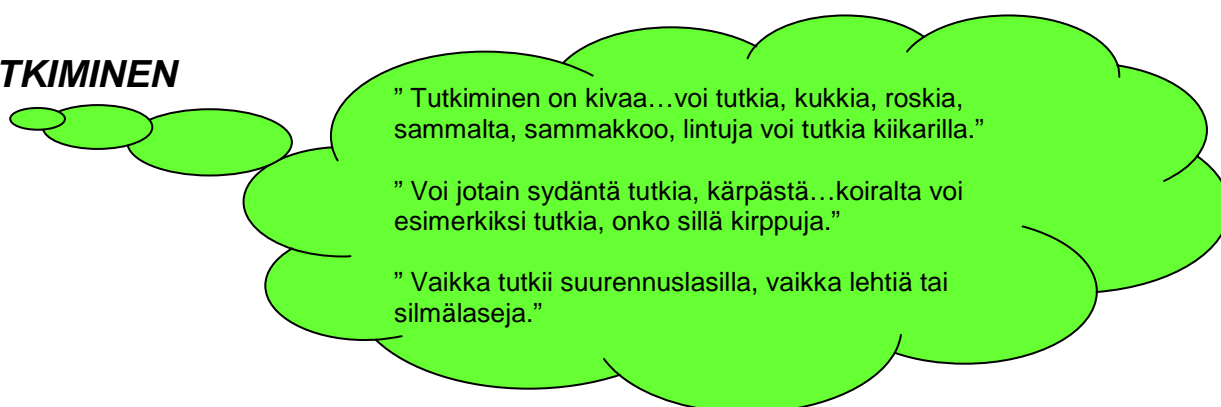 TKIMINEN
” Tutkiminen on kivaa…voi tutkia, kukkia, roskia,
sammalta, sammakkoo, lintuja voi tutkia kiikarilla.”
” Voi jotain sydäntä tutkia, kärpästä…koiralta voi
esimerkiksi tutkia, onko sillä kirppuja.”
” Vaikka tutkii suurennuslasilla, vaikka lehtiä tai
silmälaseja.”